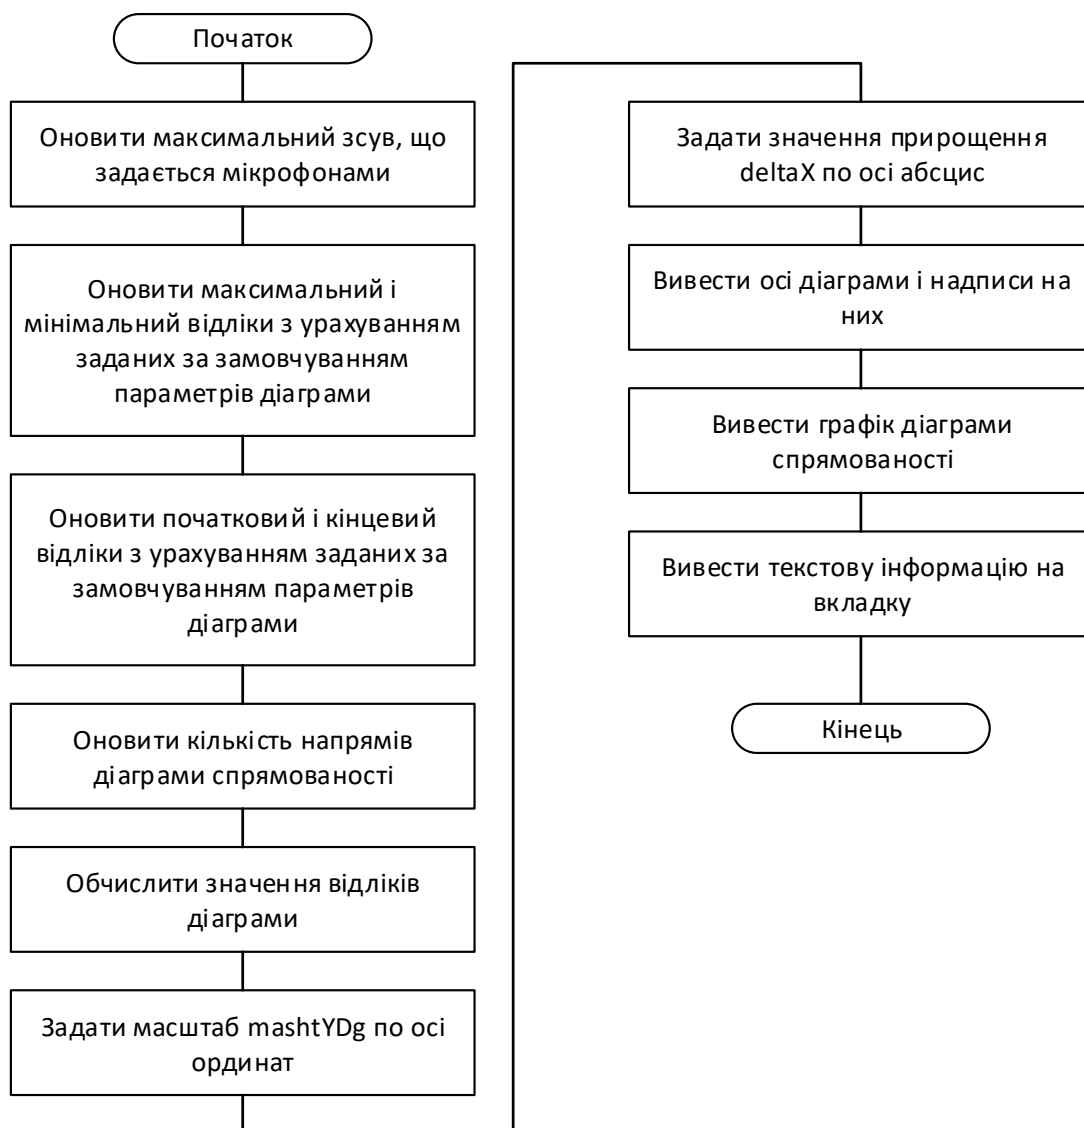 Початок
Оновити максимальний зсув, що
задається мікрофонами
Оновити максимальний і
мінімальний відліки з урахуванням
заданих за замовчуванням
параметрів діаграми
Оновити початковий і кінцевий
відліки з урахуванням заданих за
замовчуванням параметрів
діаграми
Оновити кількість напрямів
діаграми спрямованості
Обчислити значення відліків
діаграми
Задати масштаб mashtYDg по осі
ординат
Задати значення прирощення
deltaX по осі абсцис
Вивести осі діаграми і надписи на
них
Вивести графік діаграми
спрямованості
Вивести текстову інформацію на
вкладку
Кінець